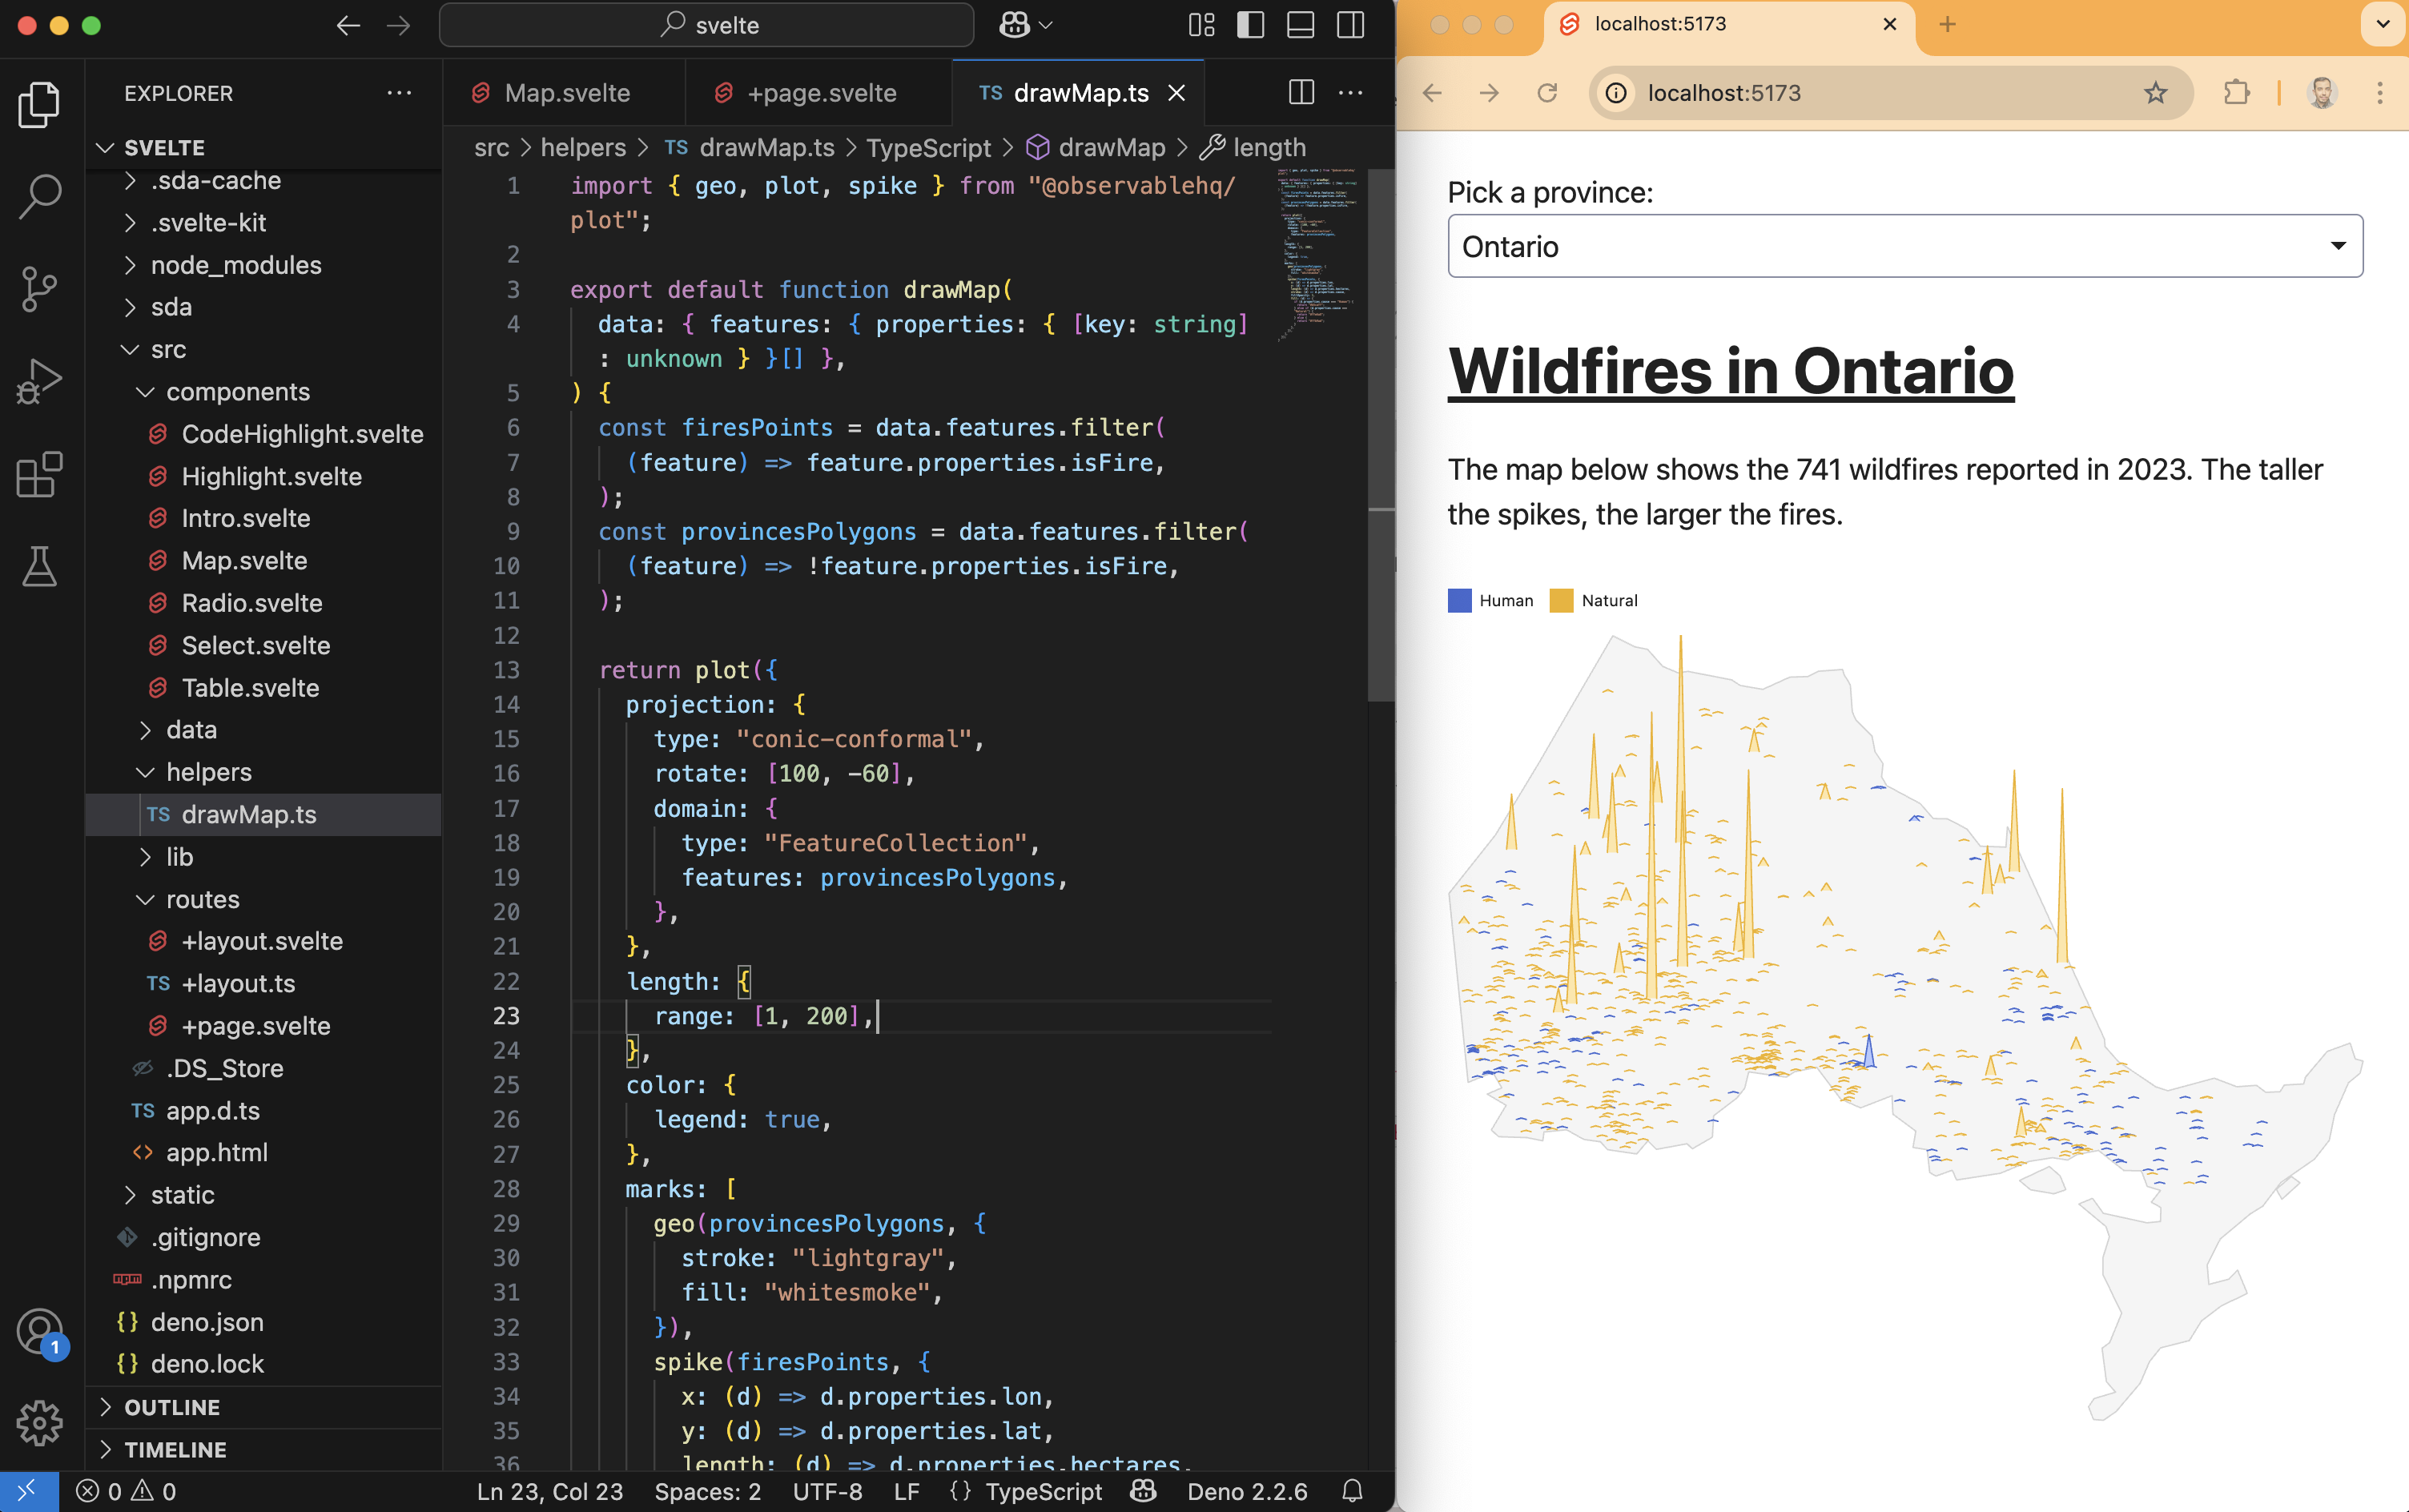 svelte
EXPLORER
SVELTE
.sda-cache
.svelte-kit
node_modules
sda
src
components
CodeHighlight.svelte
Highlight.svelte
Intro.svelte
Map.svelte
Radio.svelte
Select.svelte
Table.svelte
data
helpers
TS drawMap.ts
lib
routes
+layout.svelte
TS +layout.ts
+page.svelte
.DS_Store
TS app.d.ts
<> app.html
static
.gitignore
.npmrc
{} deno.json
{} deno.lock
OUTLINE
TIMELINE
1
Map.svelte
+page.svelte
TS drawMap.ts
src > helpers > TS drawMap.ts > TypeScript > drawMap > length
1 import { geo, plot, spike } from "@observablehq/
plot";
2
3 export default function drawMap(
4 data: { features: { properties: { [key: string]
: unknown } }[] },
5 ) {
6 const firesPoints = data.features.filter(
7 (feature) => feature.properties.isFire,
8 );
9 const provincesPolygons = data.features.filter(
10 (feature) => !feature.properties.isFire,
11 );
12
13 return plot({
14 projection: {
15 type: "conic-conformal",
16 rotate: [100, -60],
17 domain: {
18 type: "FeatureCollection",
19 features: provincesPolygons,
20 },
21 },
22 length: {
23 range: [1, 200],
24 },
25 color: {
26 legend: true,
27 },
28 marks: [
29 geo(provincesPolygons, {
30 stroke: "lightgray",
31 fill: "whitesmoke",
32 }),
33 spike(firesPoints, {
34 x: (d) => d.properties.lon,
35 y: (d) => d.properties.lat,
36 length: (d) => d.properties.hectares,
0 0
Ln 23, Col 23 Spaces: 2 UTF-8 LF {} TypeScript Deno 2.2.6
localhost:5173
localhost:5173
Pick a province:
Ontario
Wildfires in Ontario
The map below shows the 741 wildfires reported in 2023. The taller
the spikes, the larger the fires.
Human Natural